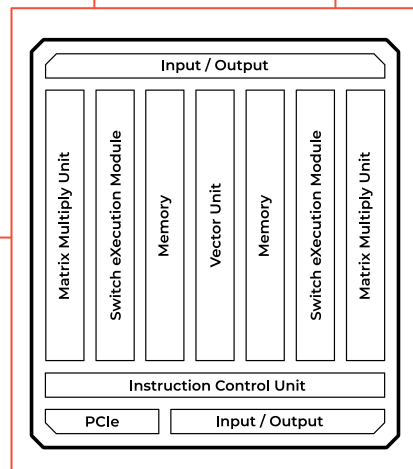 Input / Output
Matrix Multiply Unit
Switch eXecution Module
Memory
Vector Unit
Memory
Switch eXecution Module
Matrix Multiply Unit
Instruction Control Unit
PCIe
Input / Output